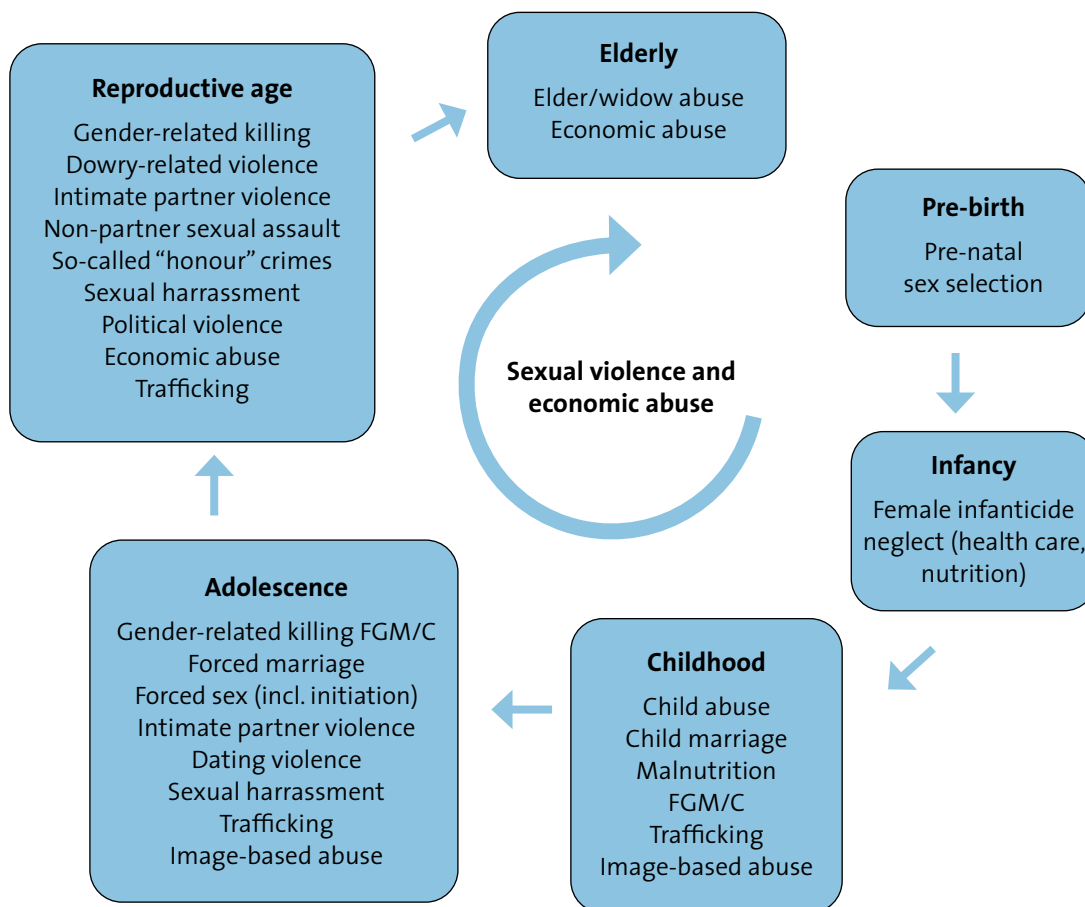 Reproductive age
Gender-related killing
Dowry-related violence
Intimate partner violence
Non-partner sexual assault
So-called “honour” crimes
Sexual harrassment
Political violence
Economic abuse
Trafficking
Elderly
Elder/widow abuse
Economic abuse
Pre-birth
Pre-natal
sex selection
Sexual violence and
economic abuse
Infancy
Female infanticide
neglect (health care,
nutrition)
Adolescence
Gender-related killing FGM/C
Forced marriage
Forced sex (incl. initiation)
Intimate partner violence
Dating violence
Sexual harrassment
Trafficking
Image-based abuse
Childhood
Child abuse
Child marriage
Malnutrition
FGM/C
Trafficking
Image-based abuse